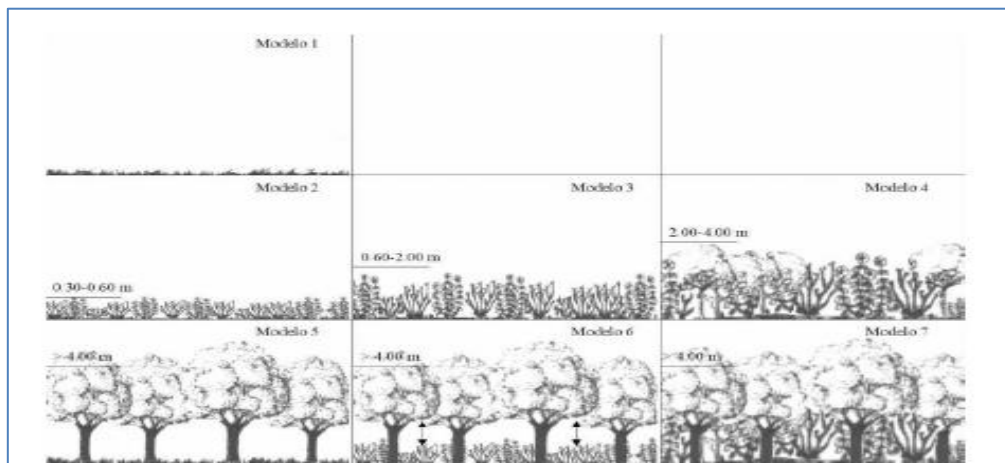 Modelo 1
Modelo 2
Modelo 3
Modelo 4
0.30-0.60 m
0.60-2.00 m
2.00-4.00 m
Modelo 5
Modelo 6
Modelo 7
>4.00 m
>4.00 m
>4.00 m